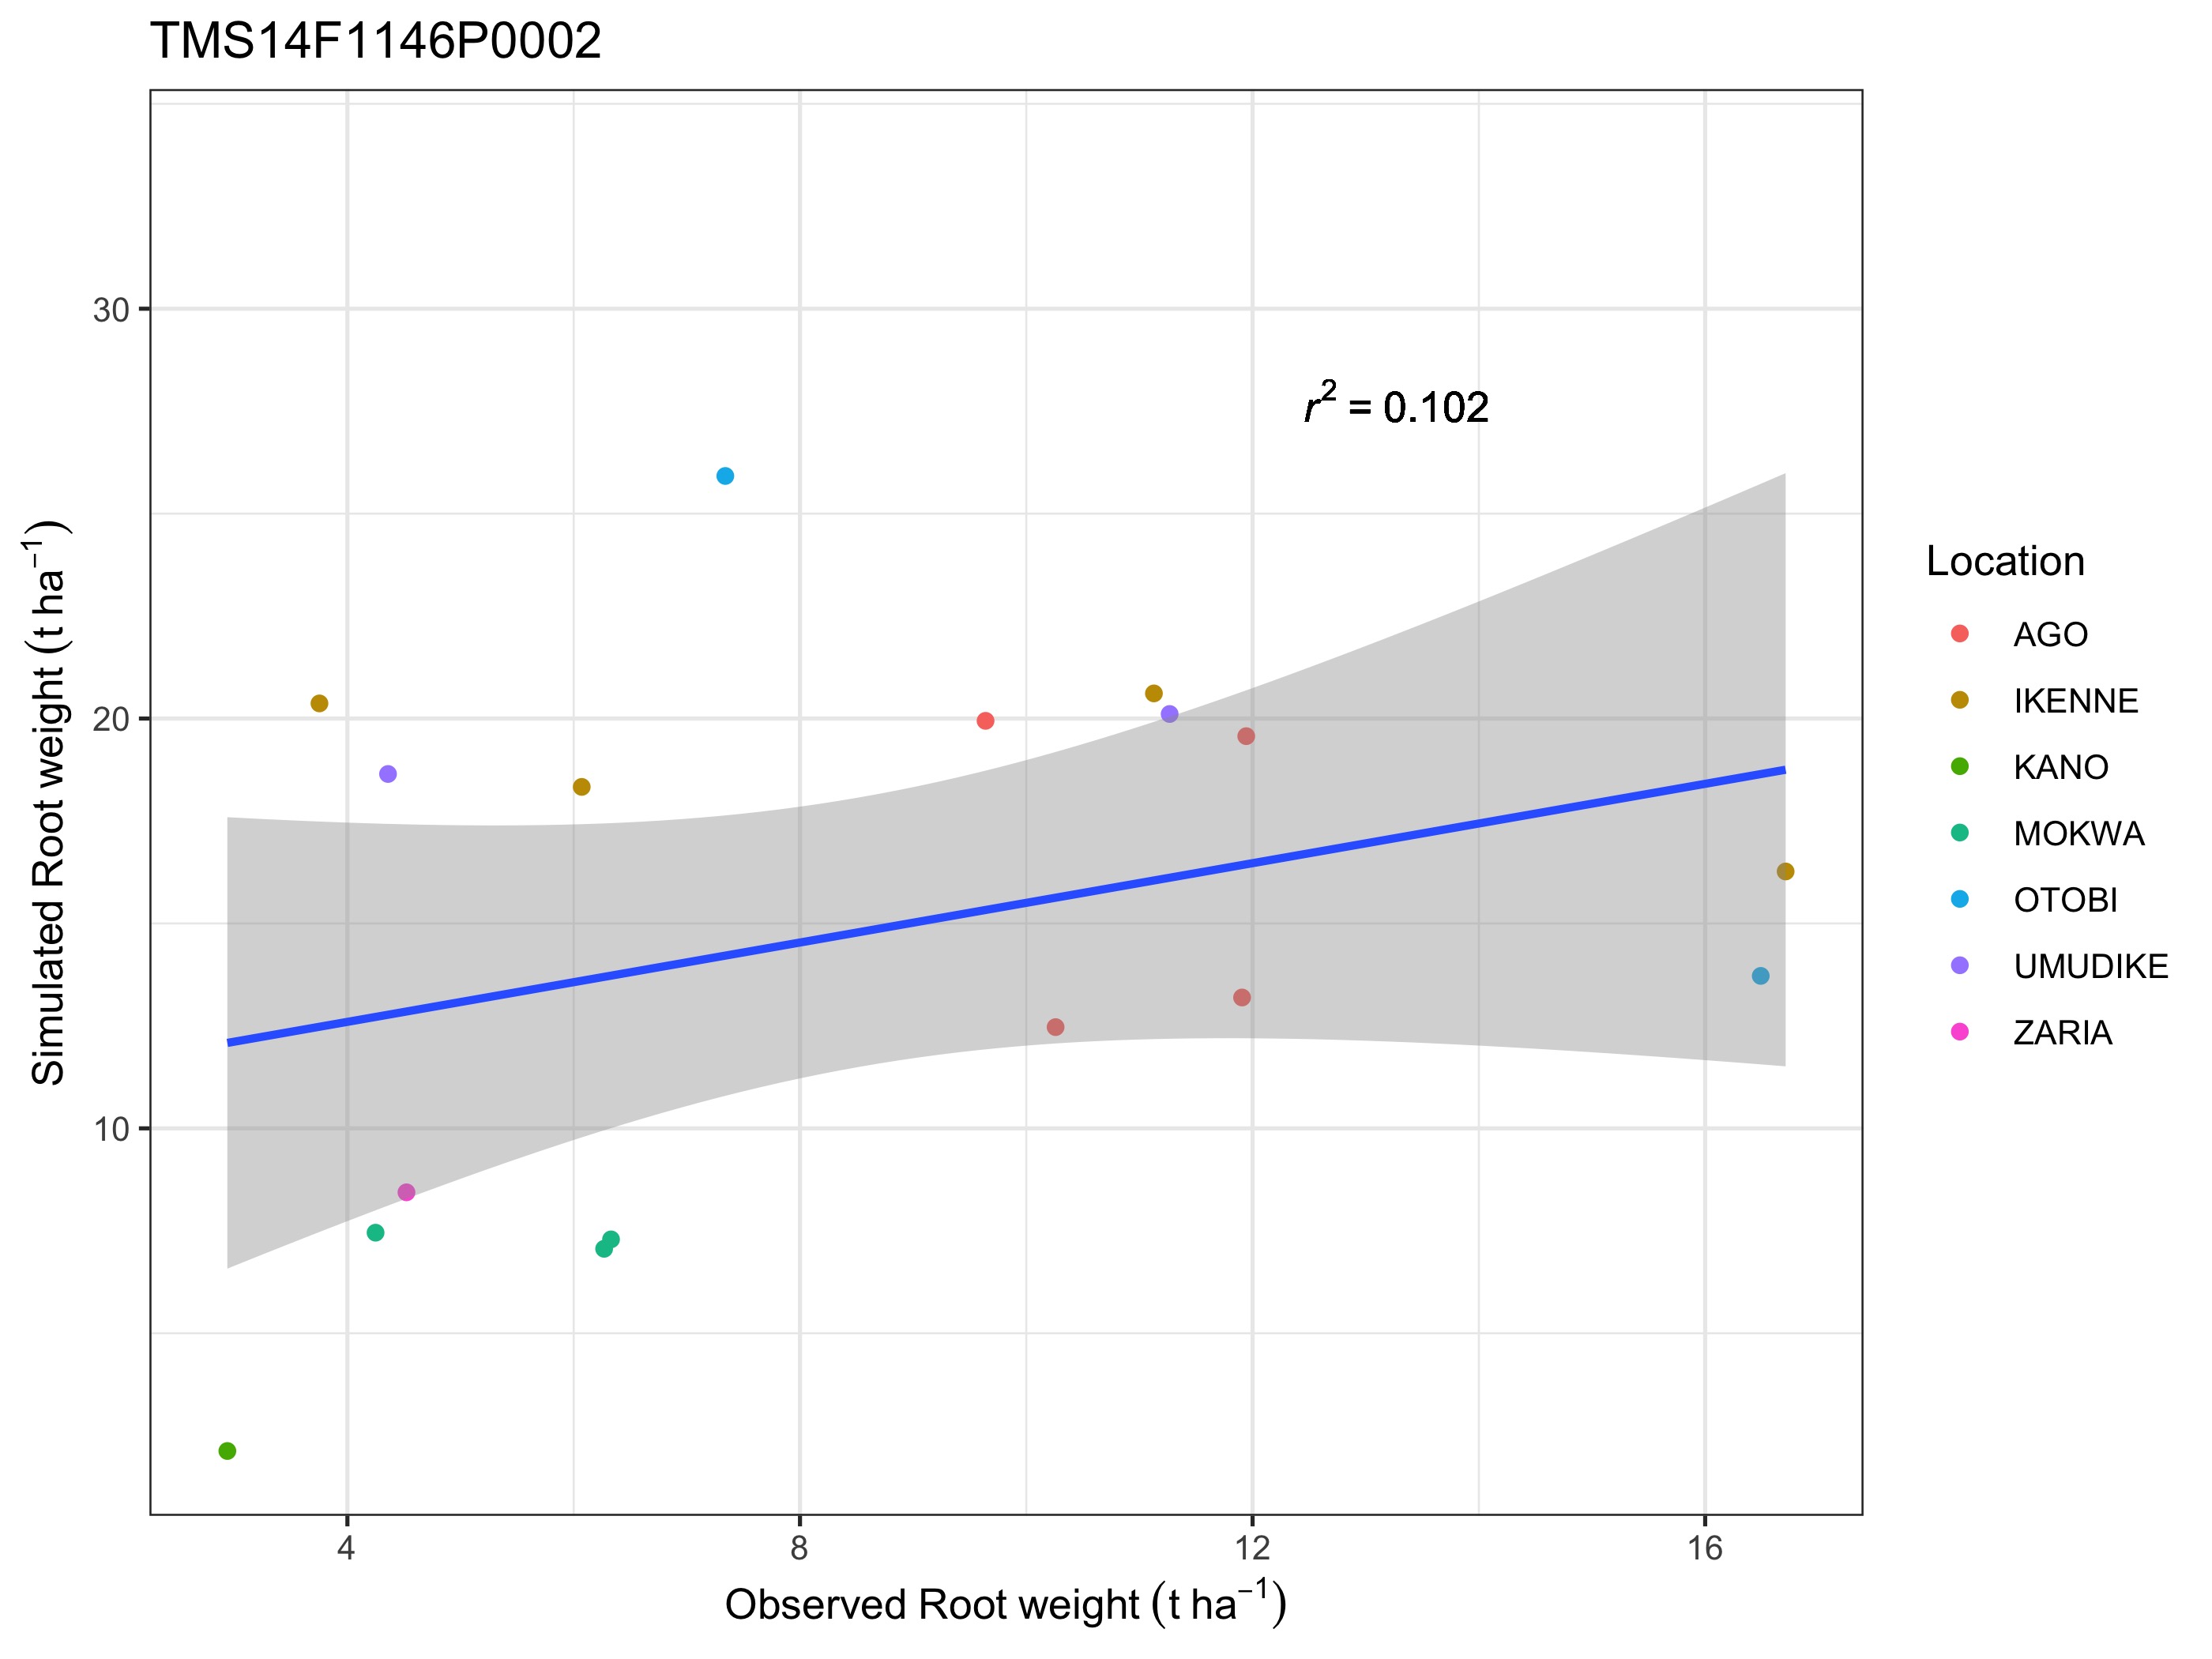 TMS14F1146P0002
30
20
10
Simulated Root weight (t ha⁻¹)
r² = 0.102
4
8
12
16
Observed Root weight (t ha⁻¹)
Location
AGO
IKENNE
KANO
MOKWA
OTOBI
UMUDIKE
ZARIA